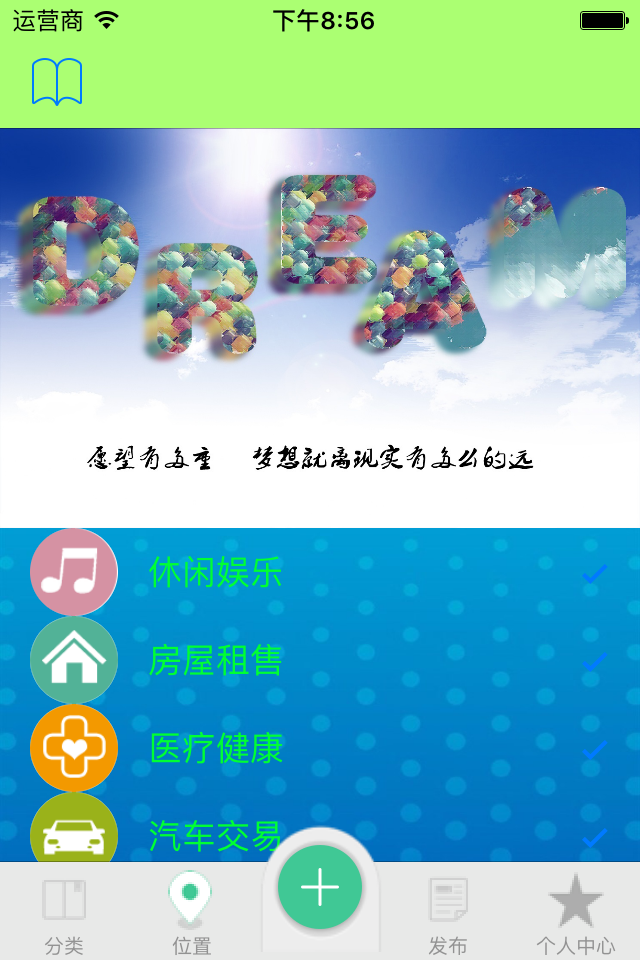 运营商 下午8:56
DREAM
愿望有多重 梦想就离现实有多么的远
休闲娱乐
房屋租售
医疗健康
汽车交易
分类 位置 发布 个人中心